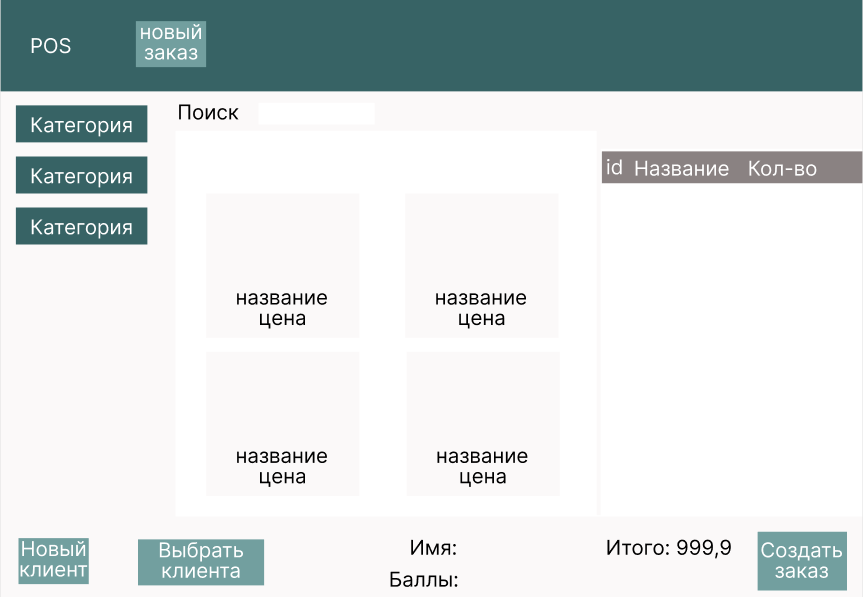 POS
новый
заказ
Категория
Категория
Категория
Поиск
id Название Кол-во
название
цена
название
цена
название
цена
название
цена
Новый
клиент
Выбрать
клиента
Имя:
Баллы:
Итого: 999,9
Создать
заказ